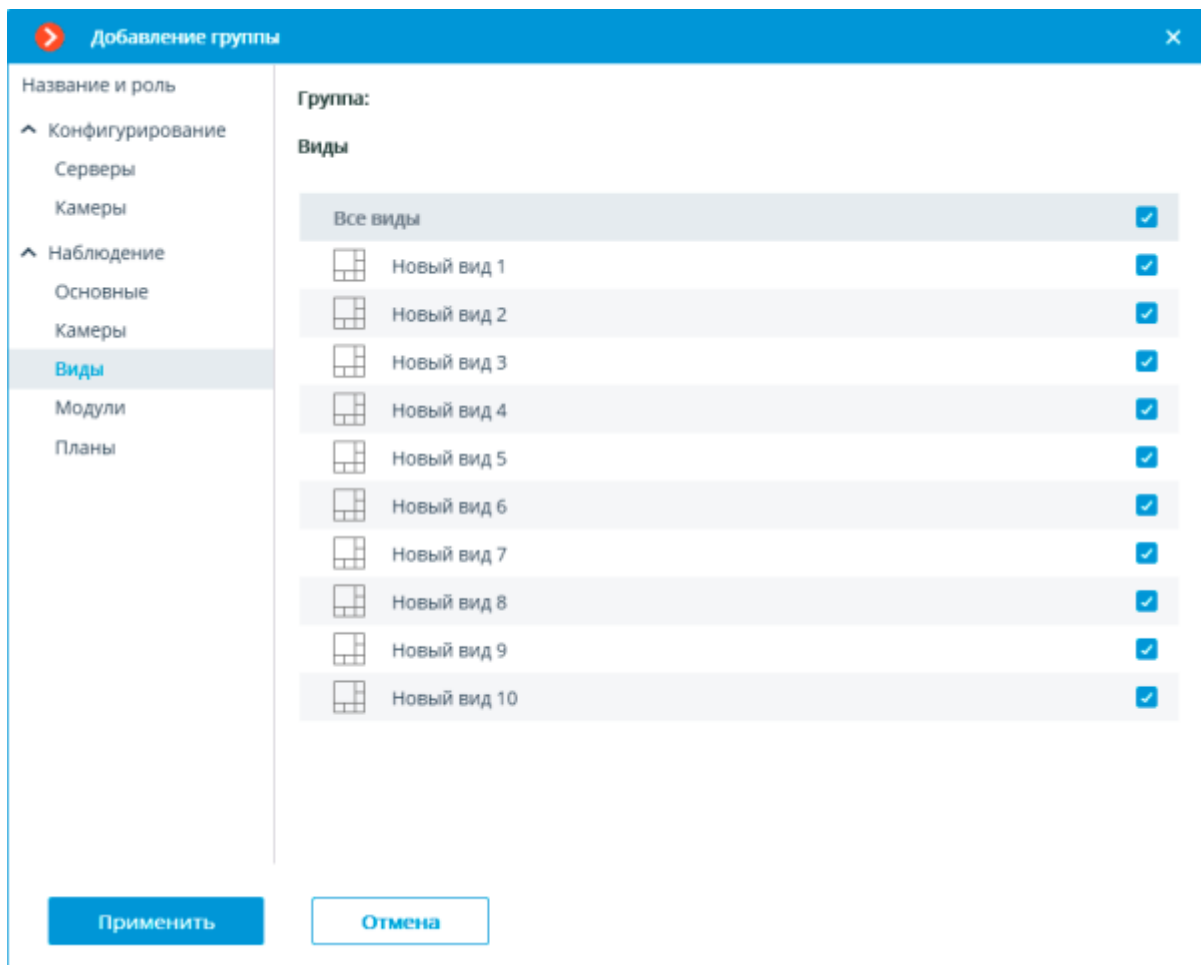 Добавление группы
Название и роль
Конфигурирование
Серверы
Камеры
Наблюдение
Основные
Камеры
Виды
Модули
Планы
Группа:
Виды
Все виды
Новый вид 1
Новый вид 2
Новый вид 3
Новый вид 4
Новый вид 5
Новый вид 6
Новый вид 7
Новый вид 8
Новый вид 9
Новый вид 10
Применить
Отмена